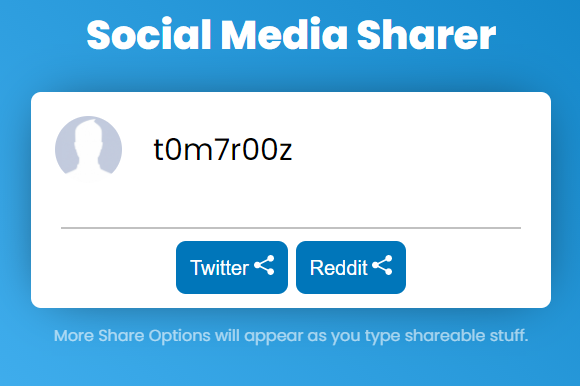 Social Media Sharer
t0m7r00z
Twitter
Reddit
More Share Options will appear as you type shareable stuff.